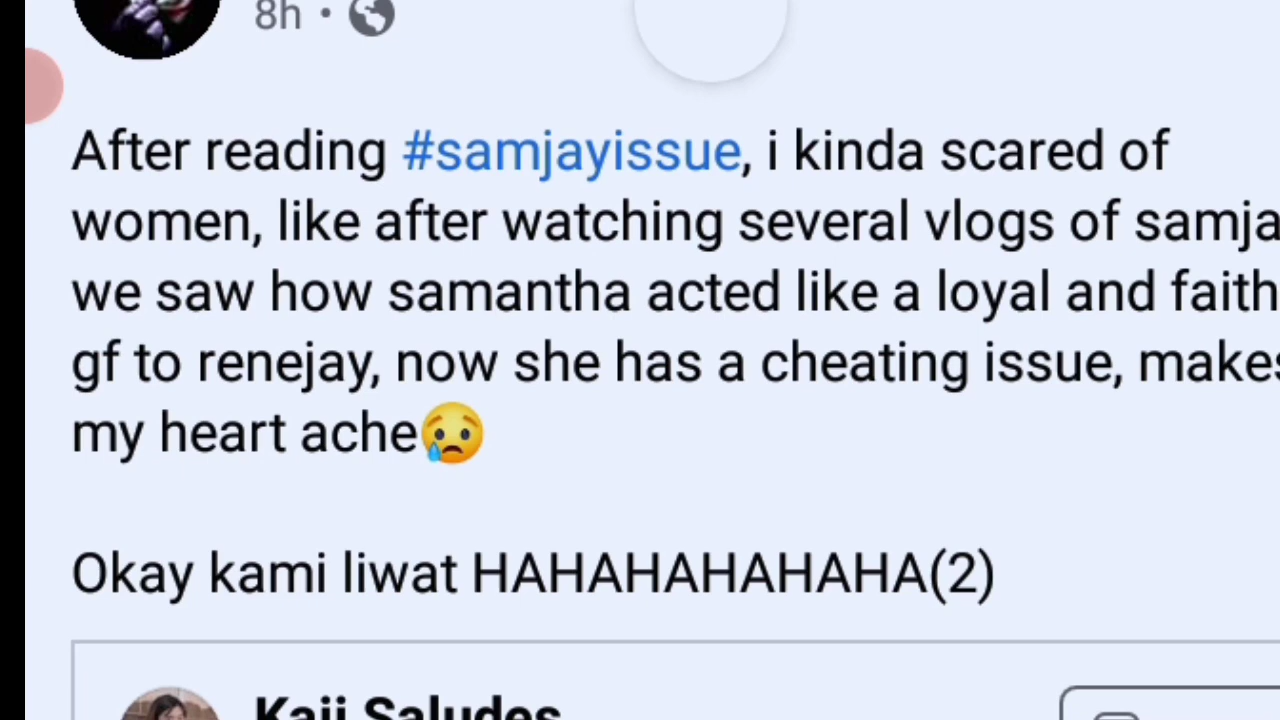 8h •
After reading #samjayissue, i kinda scared of
women, like after watching several vlogs of samja
we saw how samantha acted like a loyal and faith
gf to renejay, now she has a cheating issue, makes
my heart ache😢
Okay kami liwat HAHAHAHAHAHA(2)
Kaii Saludes